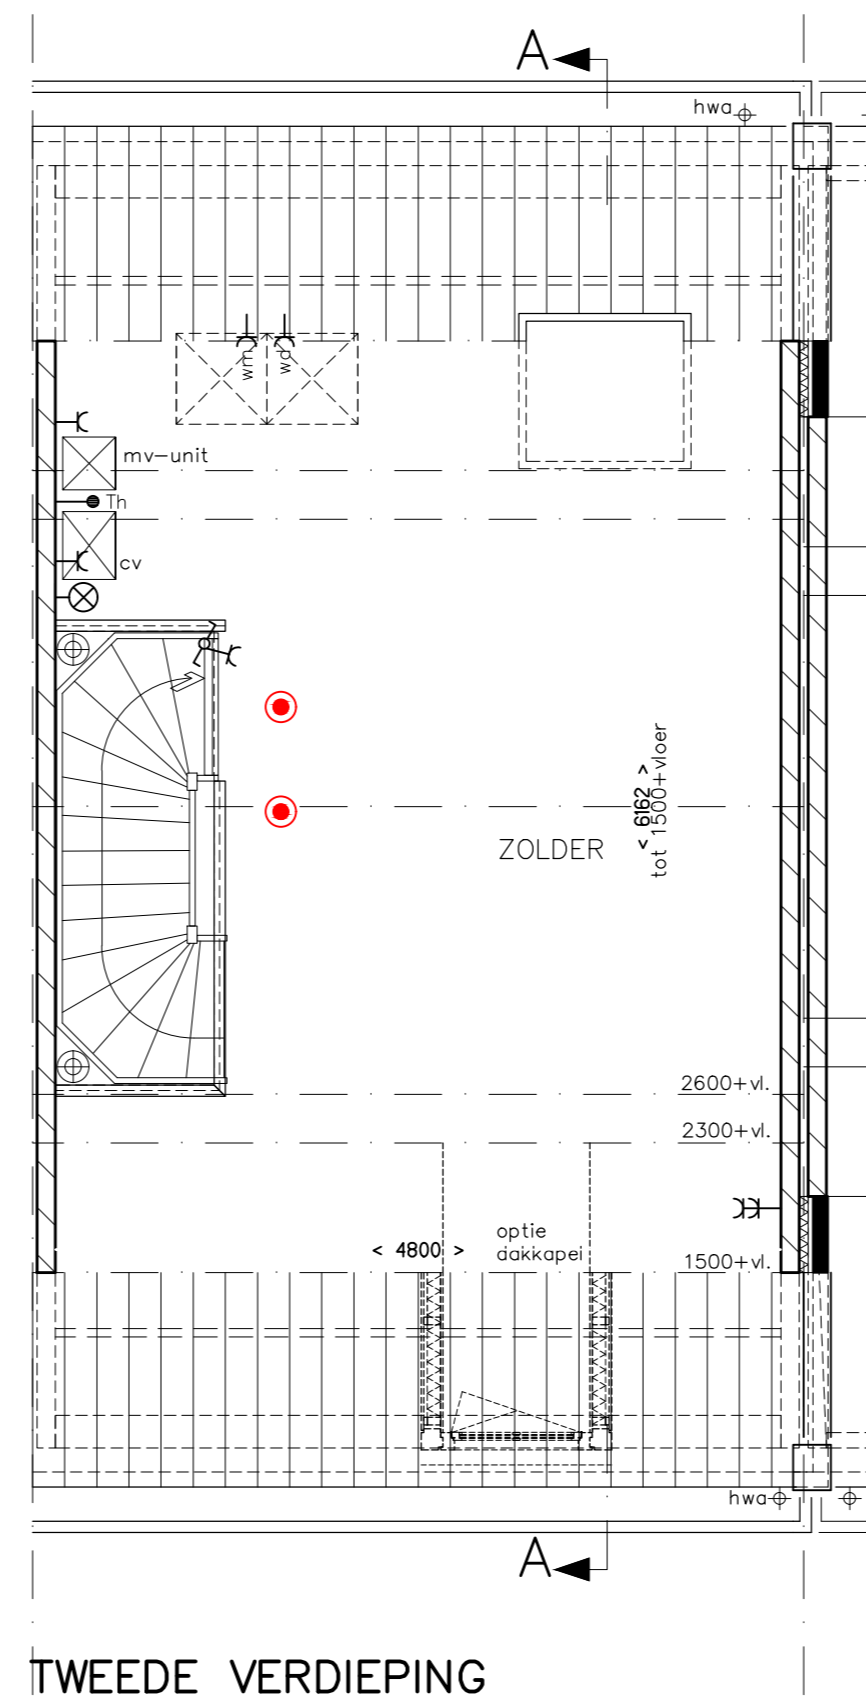 A
hwa
wm
wd
mv-unit
Th
cv
< 6162 >
tot 1500+vloer
ZOLDER
2600+vl.
2300+vl.
optie
< 4800 >
dakkapel
1500+vl.
hwa
A
TWEEDE VERDIEPING